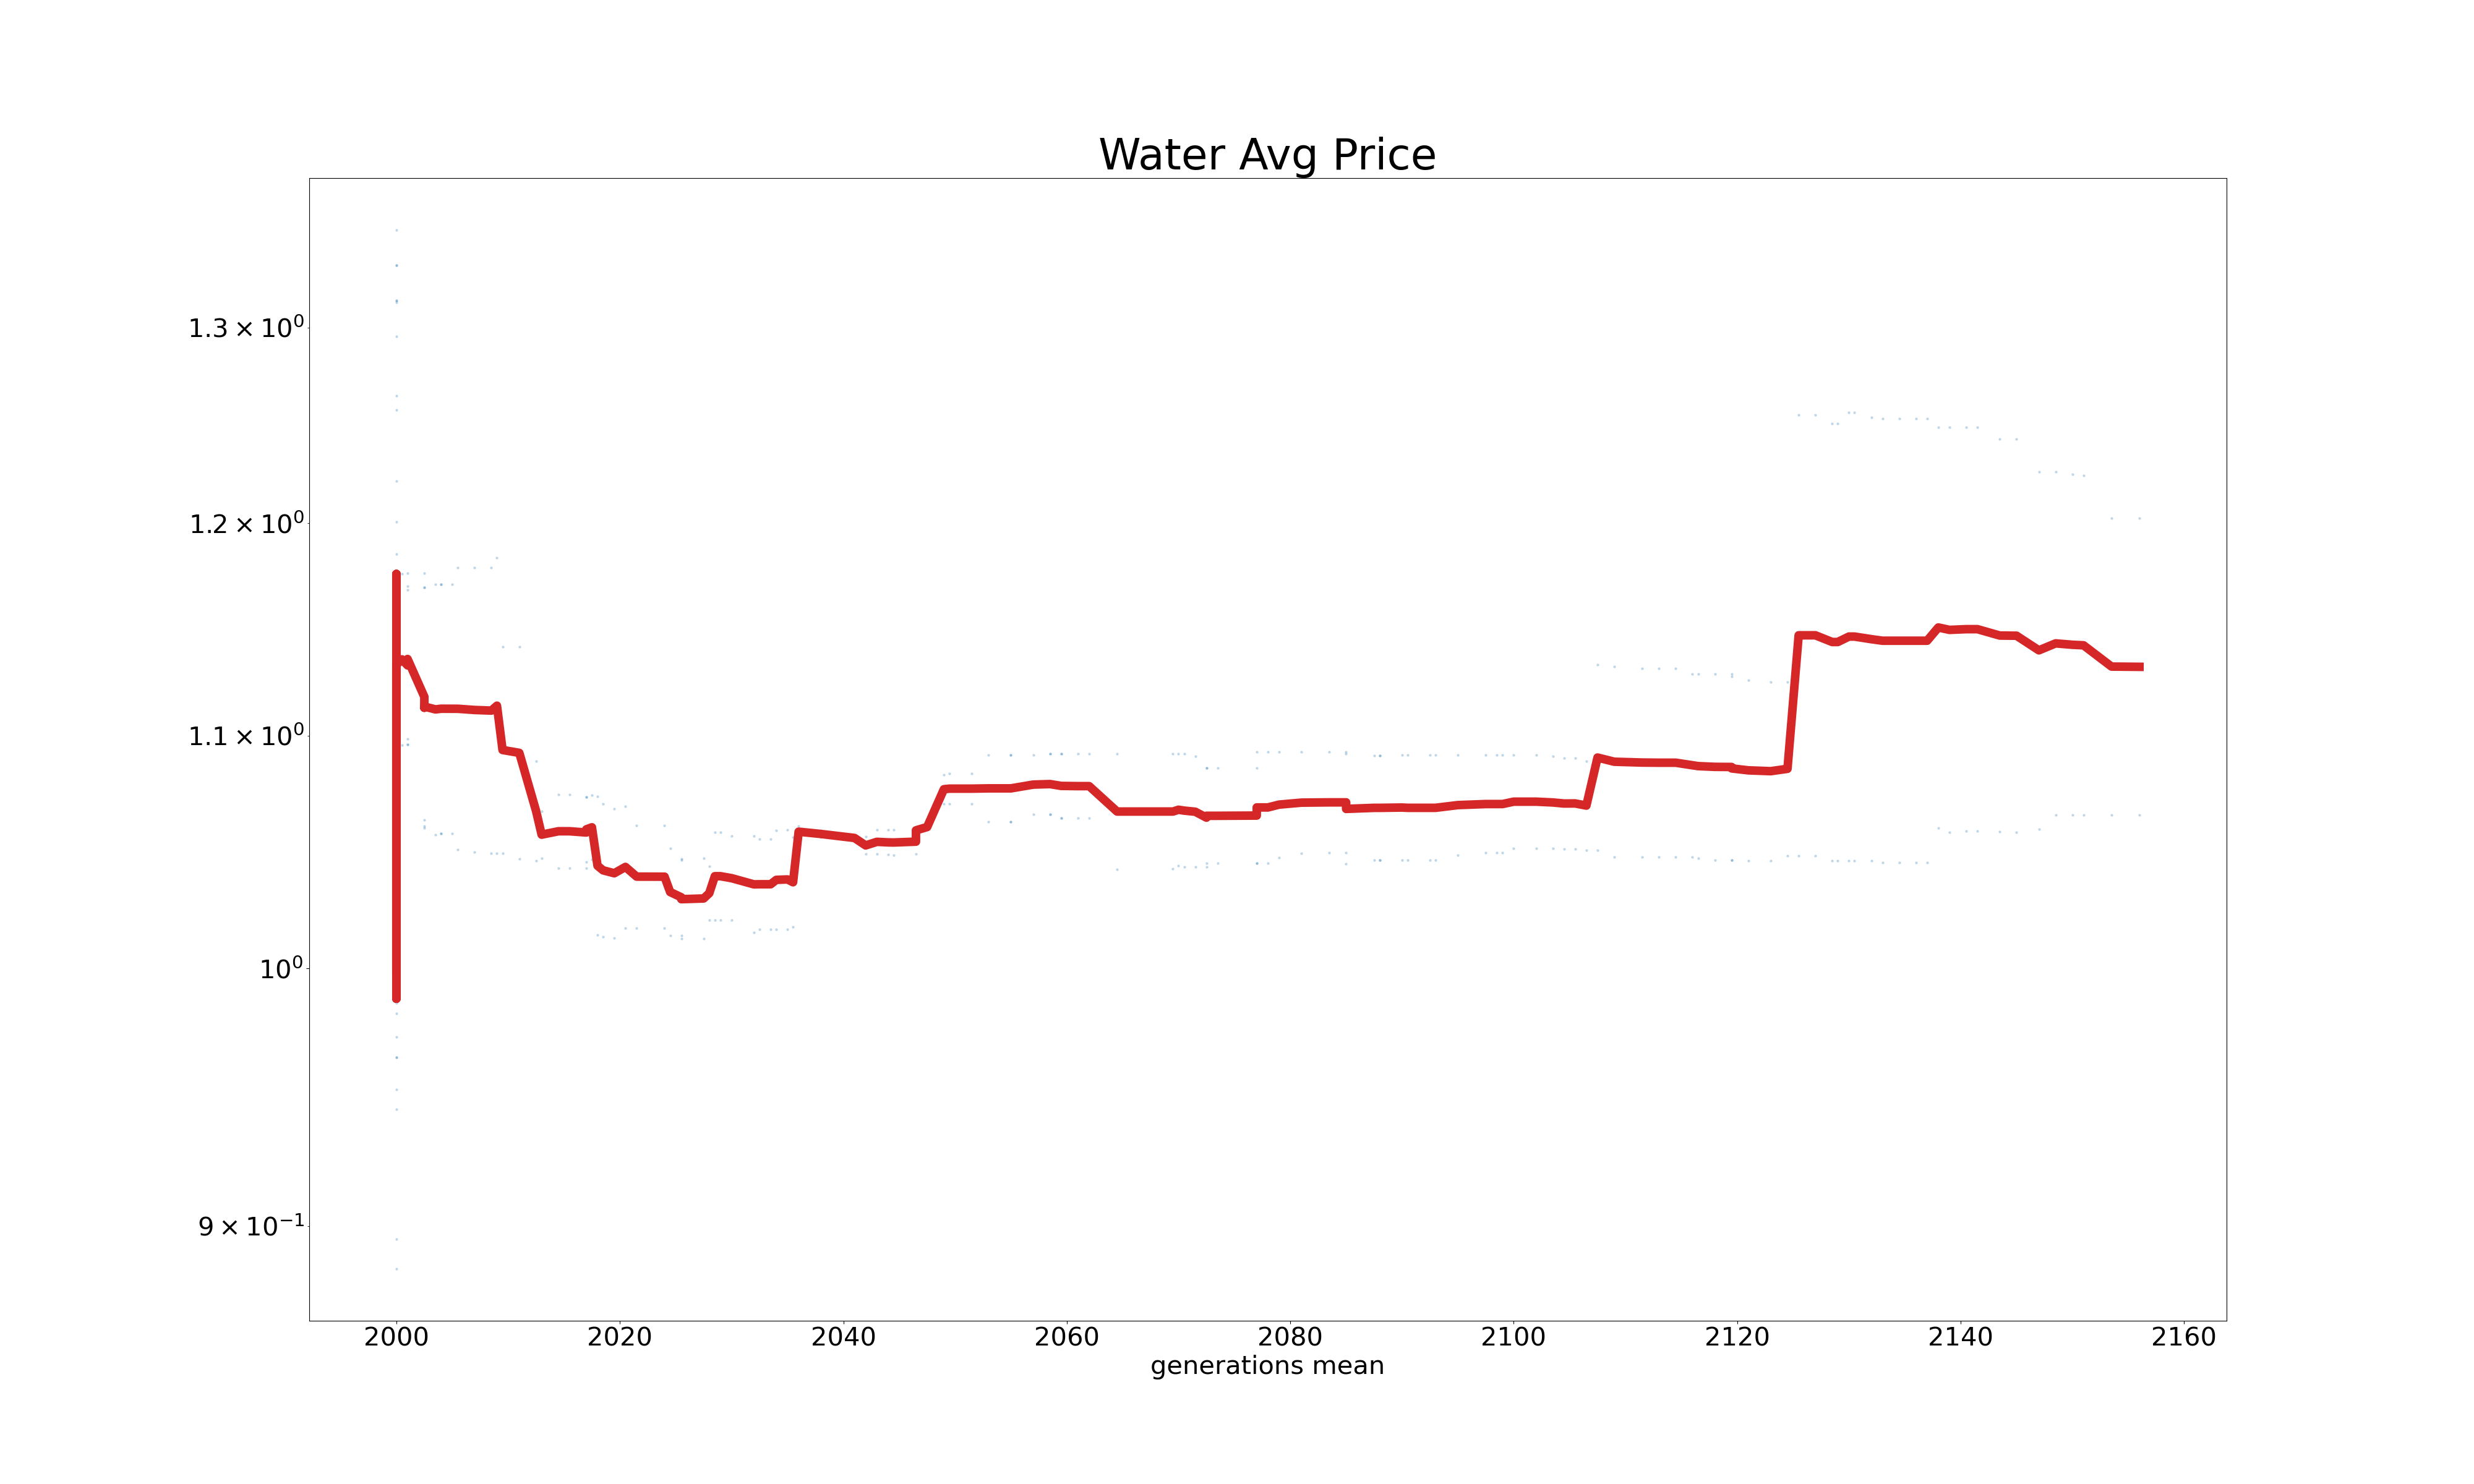 Water Avg Price
1.3 × 10⁰
1.2 × 10⁰
1.1 × 10⁰
10⁰
9 × 10⁻¹
2000 2020 2040 2060 2080 2100 2120 2140 2160
generations mean